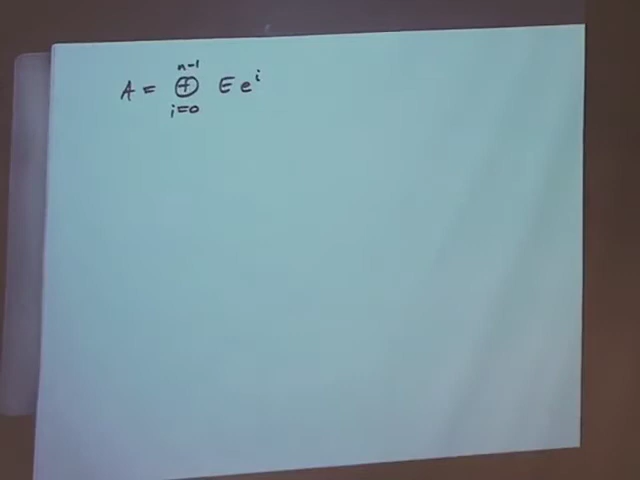 A = ⊕_{i=0}^{n-1} E e^i